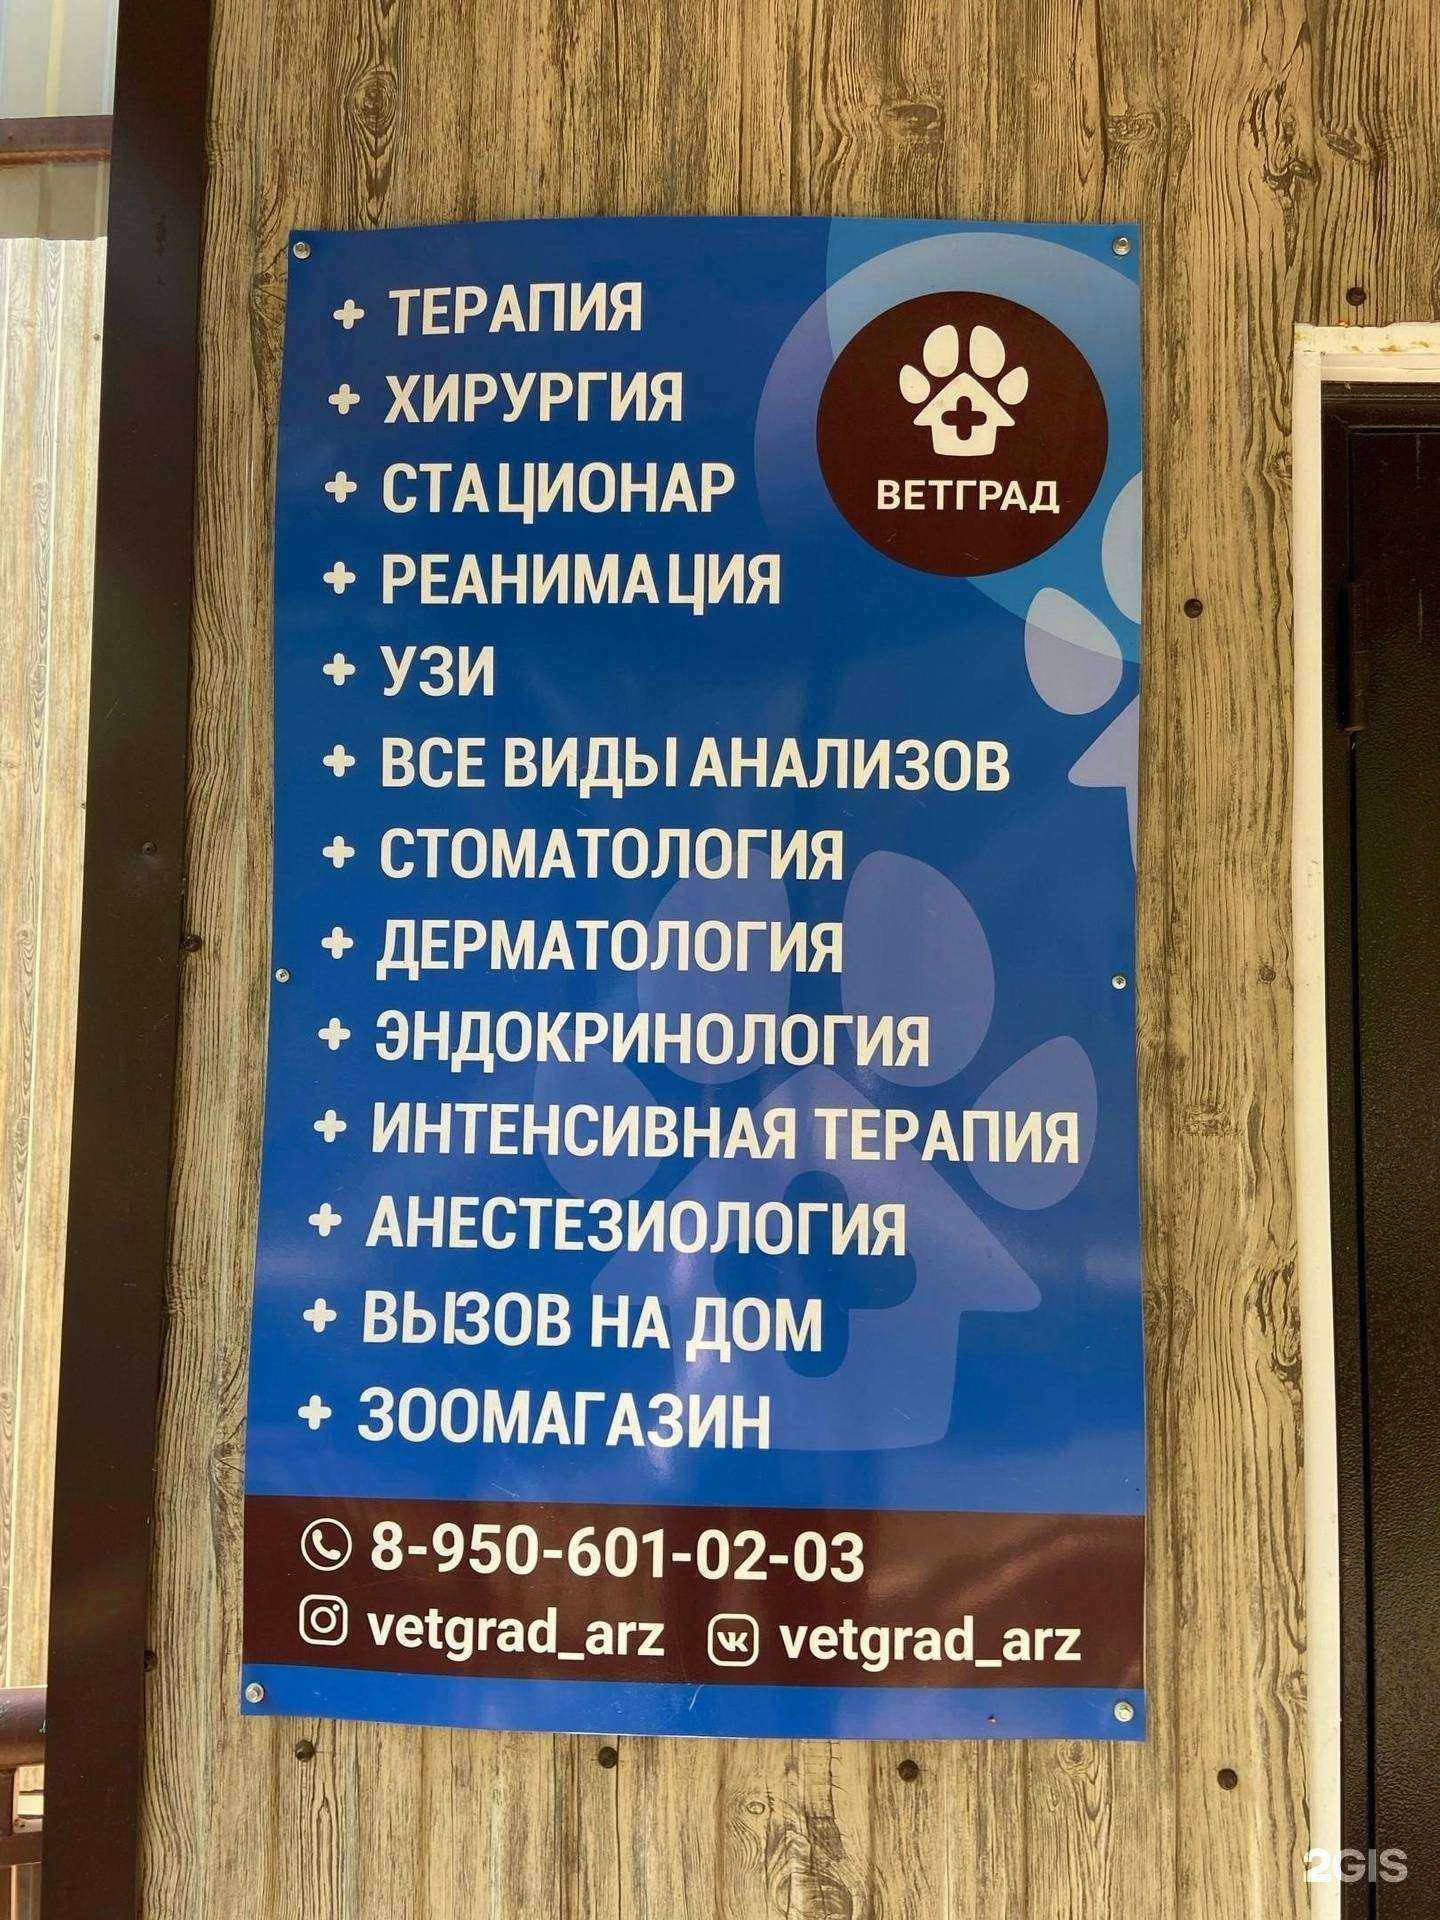 + ТЕРАПИЯ
+ ХИРУРГИЯ
+ СТАЦИОНАР
ВЕТГРАД
+ РЕАНИМАЦИЯ
+ УЗИ
+ ВСЕ ВИДЫ АНАЛИЗОВ
+ СТОМАТОЛОГИЯ
+ ДЕРМАТОЛОГИЯ
+ ЭНДОКРИНОЛОГИЯ
+ ИНТЕНСИВНАЯ ТЕРАПИЯ
+ АНЕСТЕЗИОЛОГИЯ
+ ВЫЗОВ НА ДОМ
+ ЗООМАГАЗИН
8-950-601-02-03
vetgrad_arz vetgrad_arz
2GIS